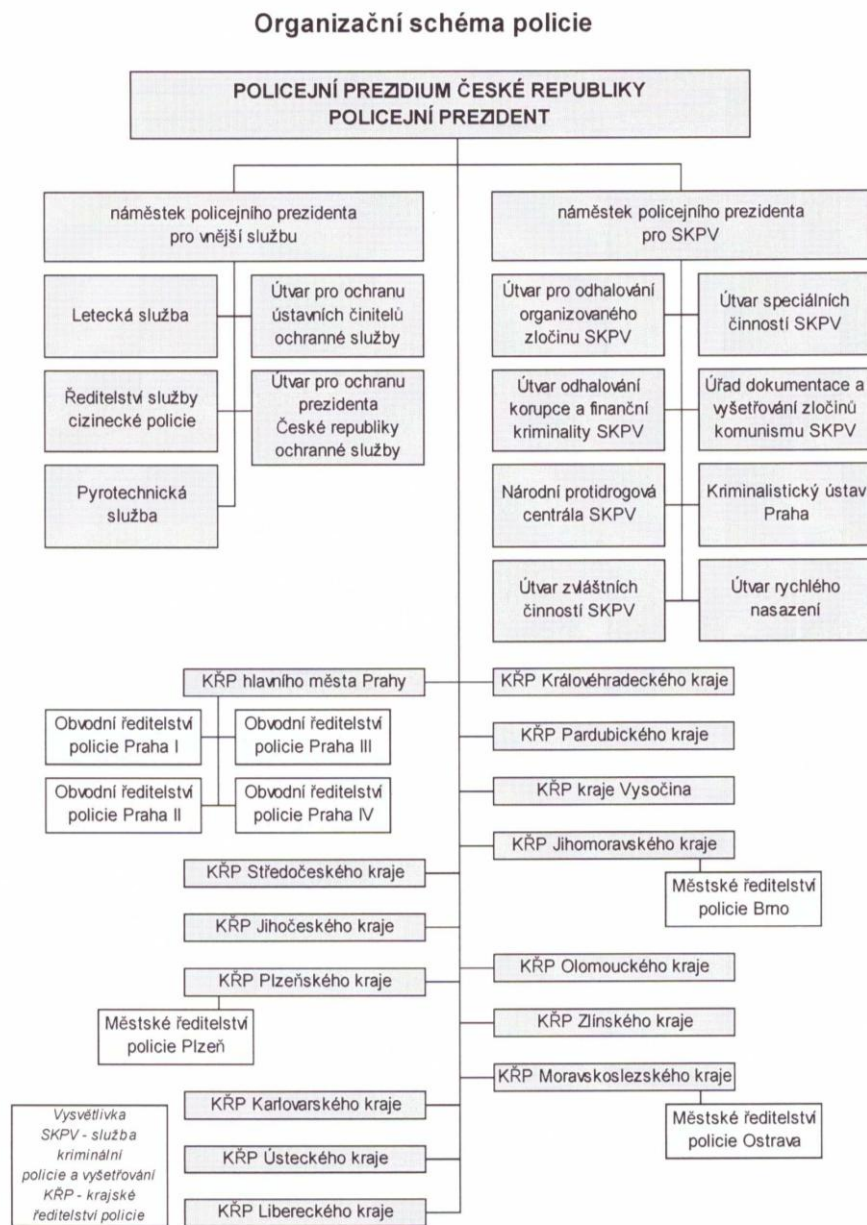 Organizační schéma policie
POLICEJNÍ PREZIDIUM ČESKÉ REPUBLIKY
POLICEJNÍ PREZIDENT
náměstek policejního prezidenta
pro vnější službu
Letecká služba
Útvar pro ochranu
ústavních činitelů
ochranné služby
Ředitelství služby
cizinecké policie
Útvar pro ochranu
prezidenta
České republiky
ochranné služby
Pyrotechnická
služba
náměstek policejního prezidenta
pro SKPV
Útvar pro odhalování
organizovaného
zločinu SKPV
Útvar speciálních
činností SKPV
Útvar odhalování
korupce a finanční
kriminality SKPV
Úřad dokumentace a
vyšetřování zločinů
komunismu SKPV
Národní protidrogová
centrála SKPV
Kriminalistický ústav
Praha
Útvar zvláštních
činností SKPV
Útvar rychlého
nasazení
KŘP hlavního města Prahy
Obvodní ředitelství
policie Praha I
Obvodní ředitelství
policie Praha III
Obvodní ředitelství
policie Praha II
Obvodní ředitelství
policie Praha IV
KŘP Středočeského kraje
KŘP Jihočeského kraje
KŘP Plzeňského kraje
Městské ředitelství
policie Plzeň
KŘP Karlovarského kraje
KŘP Ústeckého kraje
KŘP Libereckého kraje
KŘP Královéhradeckého kraje
KŘP Pardubického kraje
KŘP kraje Vysočina
KŘP Jihomoravského kraje
Městské ředitelství
policie Brno
KŘP Olomouckého kraje
KŘP Zlínského kraje
KŘP Moravskoslezského kraje
Městské ředitelství
policie Ostrava
Vysvětlivka
SKPV - služba
kriminální
policie a vyšetřování
KŘP - krajské
ředitelství policie